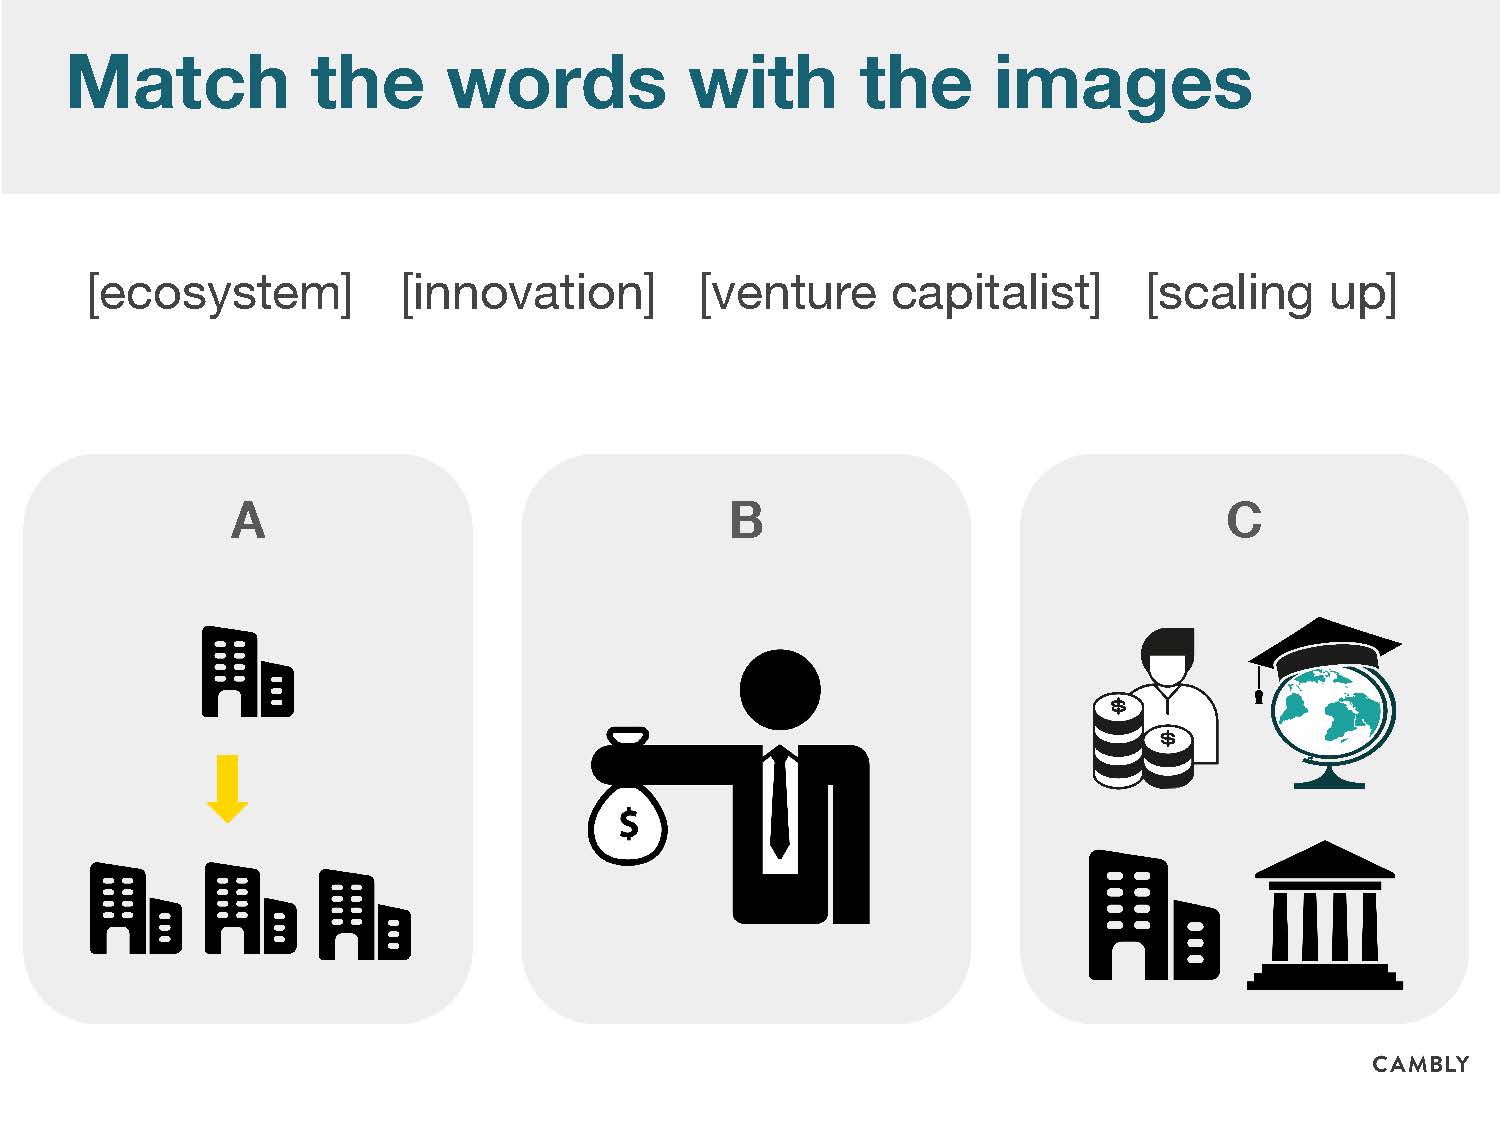 Match the words with the images
[ecosystem] [innovation] [venture capitalist] [scaling up]
A B C
$
$
$
CAMBLY